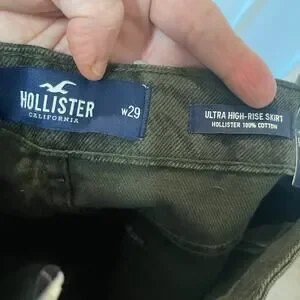 HOLLISTER
CALIFORNIA
W29
ULTRA HIGH-RISE SKIRT
HOLLISTER 100% COTTON